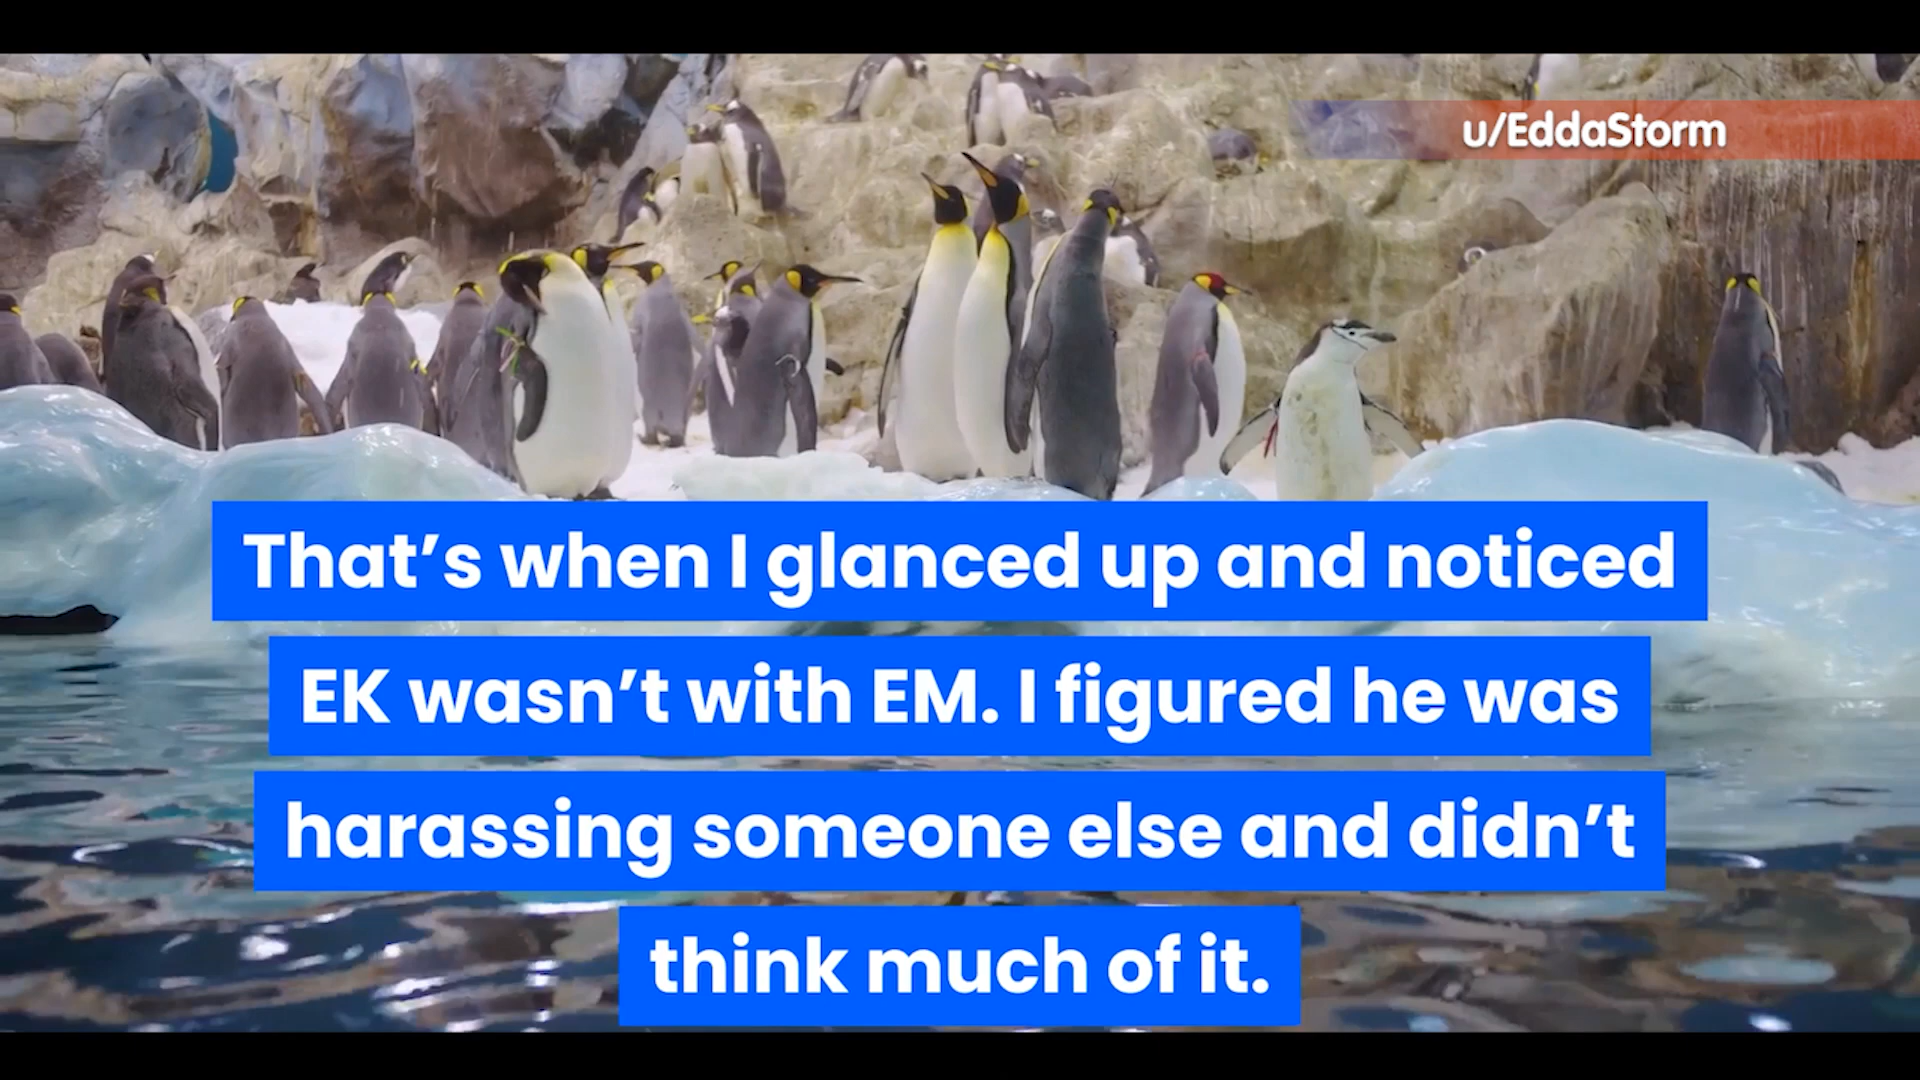 u/EddaStorm
That’s when I glanced up and noticed
EK wasn’t with EM. I figured he was
harassing someone else and didn’t
think much of it.